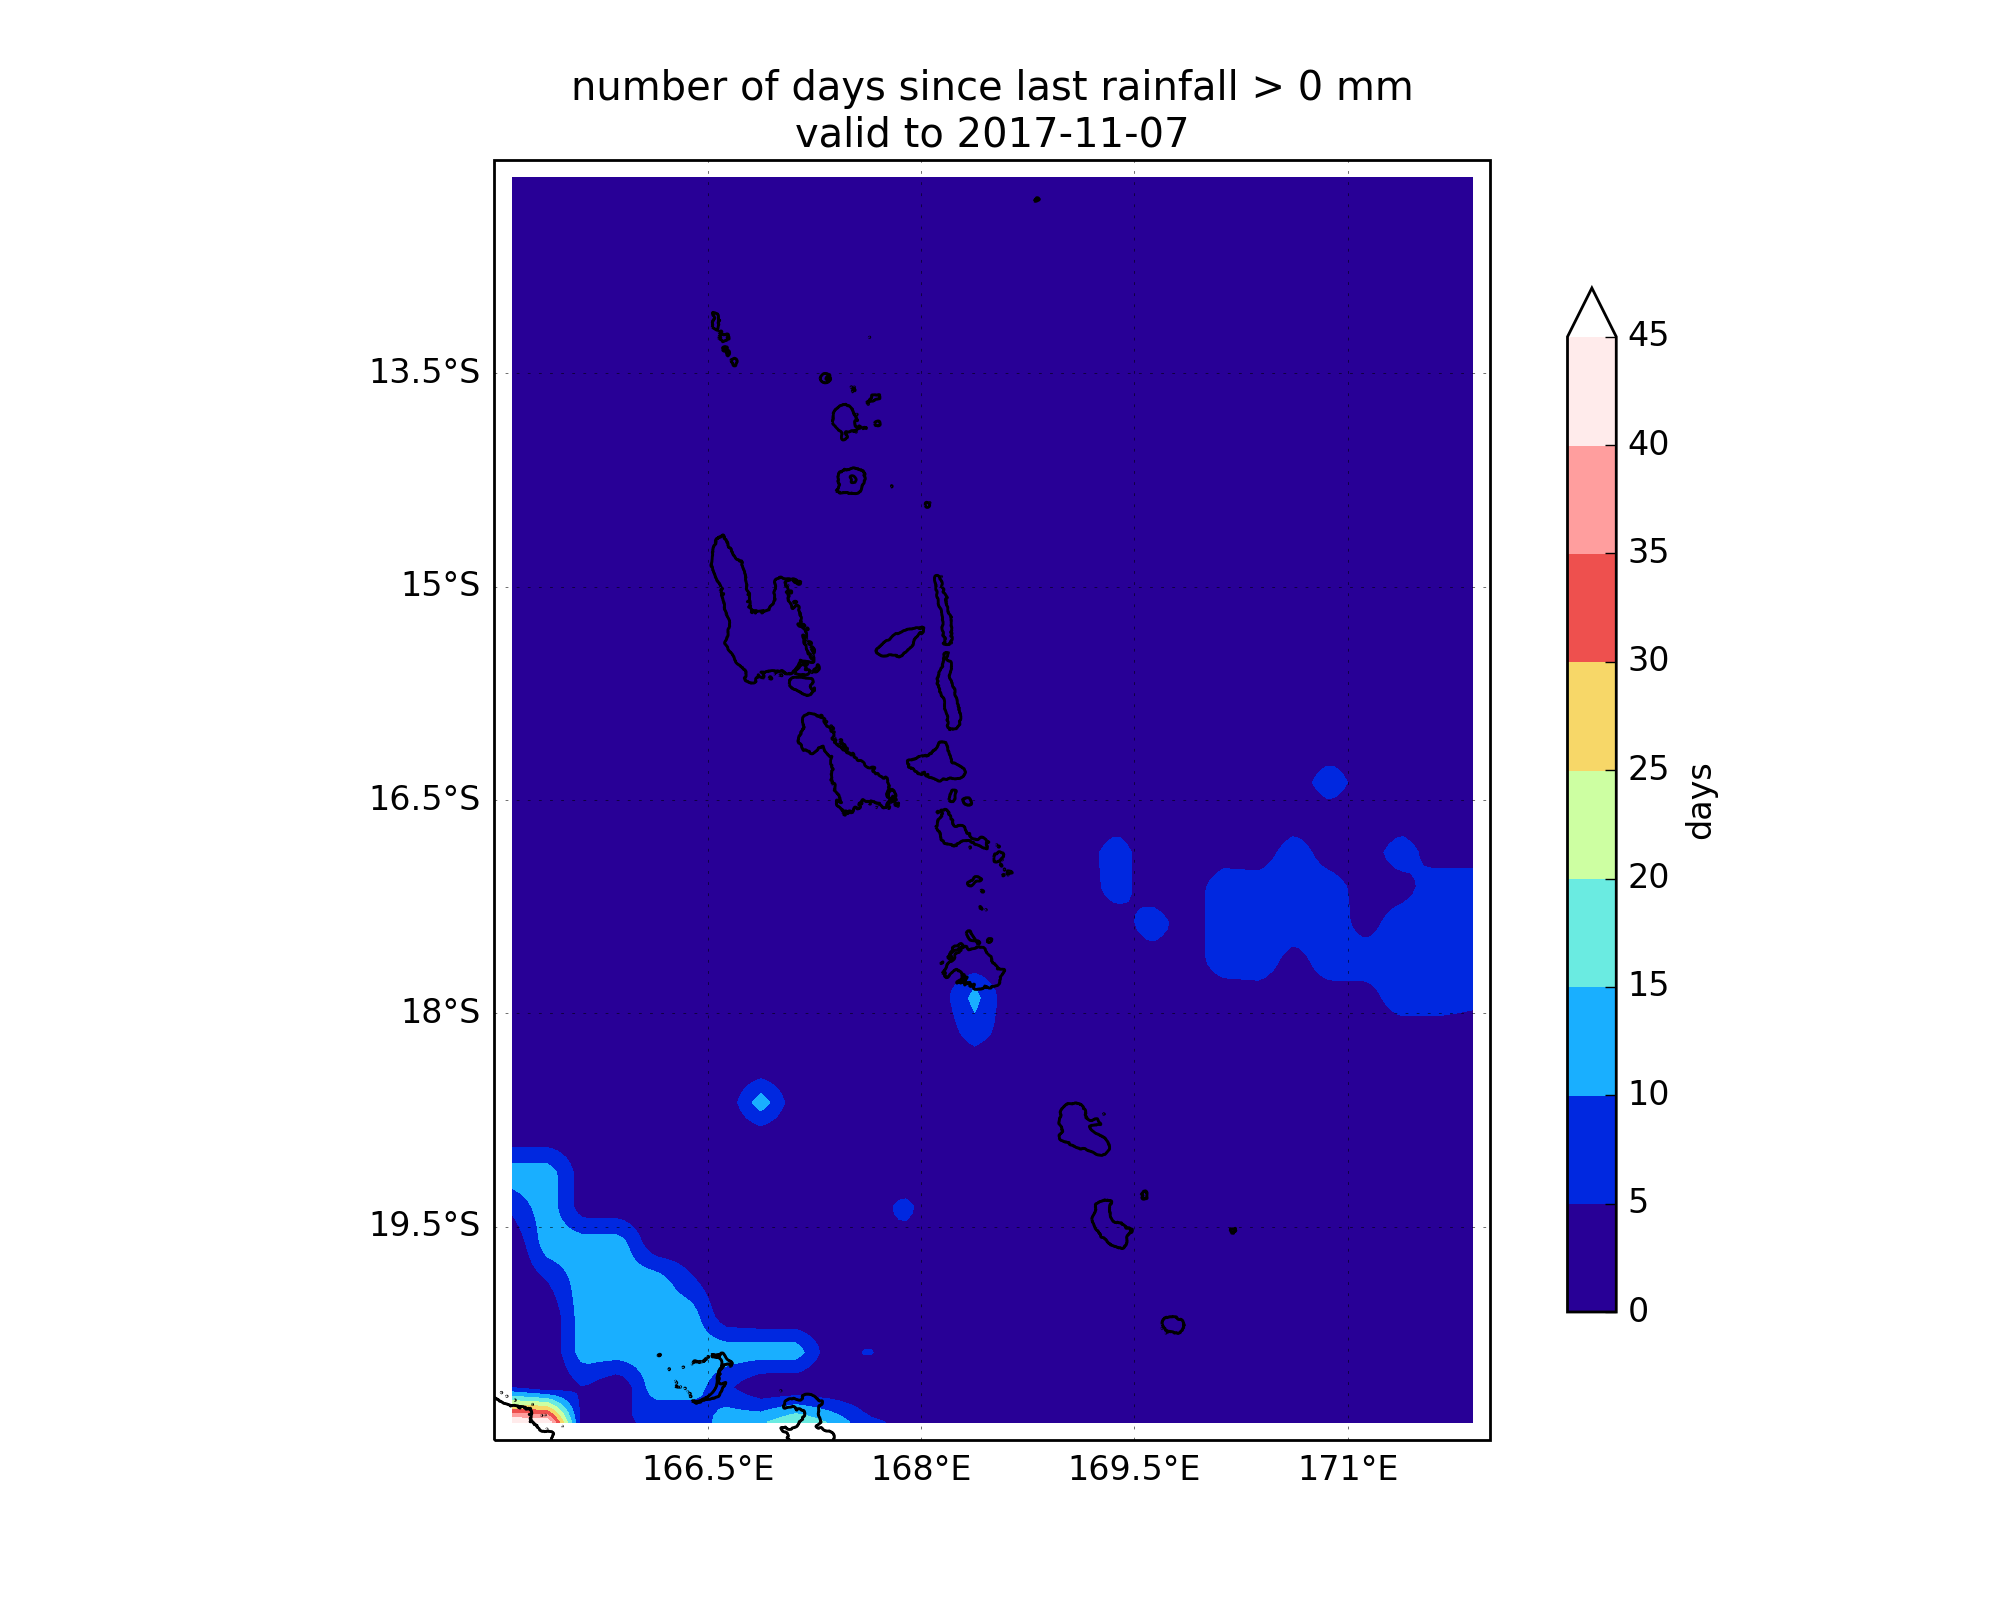 number of days since last rainfall > 0 mm
valid to 2017-11-07
13.5°S
15°S
16.5°S
18°S
19.5°S
166.5°E
168°E
169.5°E
171°E
45
40
35
30
25
20
15
10
5
0
days